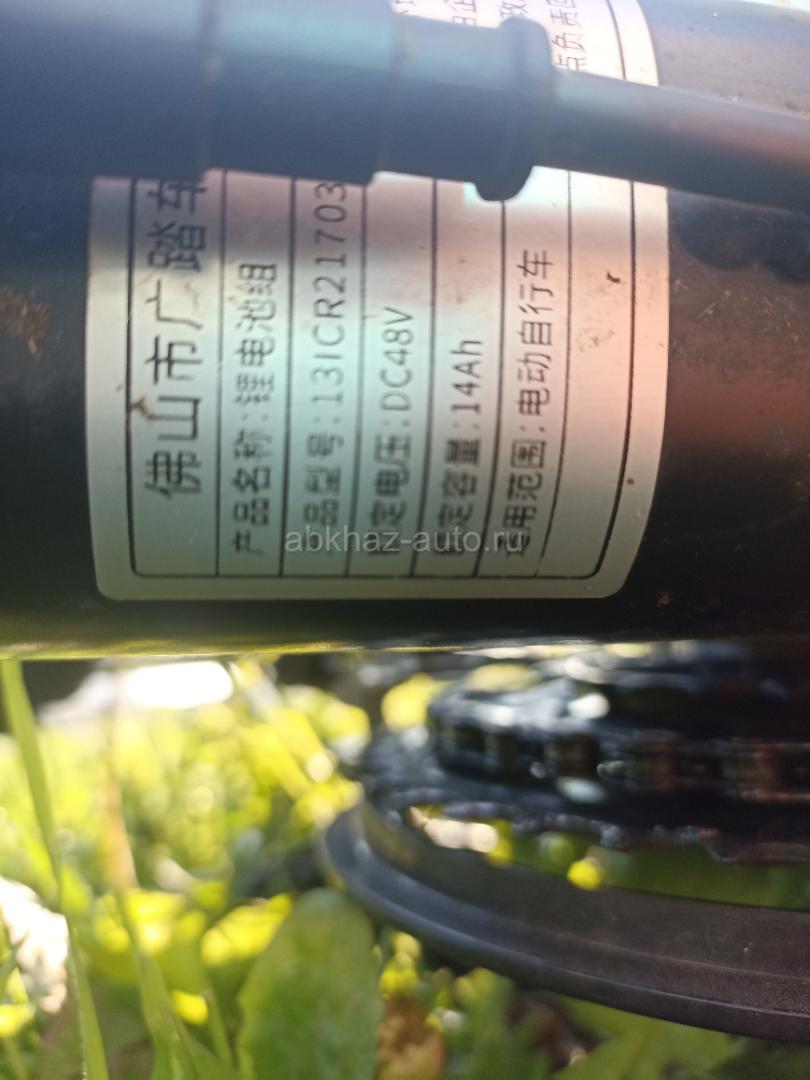 佛山市广踏车
产品名称:锂电池组
产品型号:13ICR21703
额定电压:DC48V
额定容量:14Ah
适用范围:电动自行车
abkhaz-auto.ru